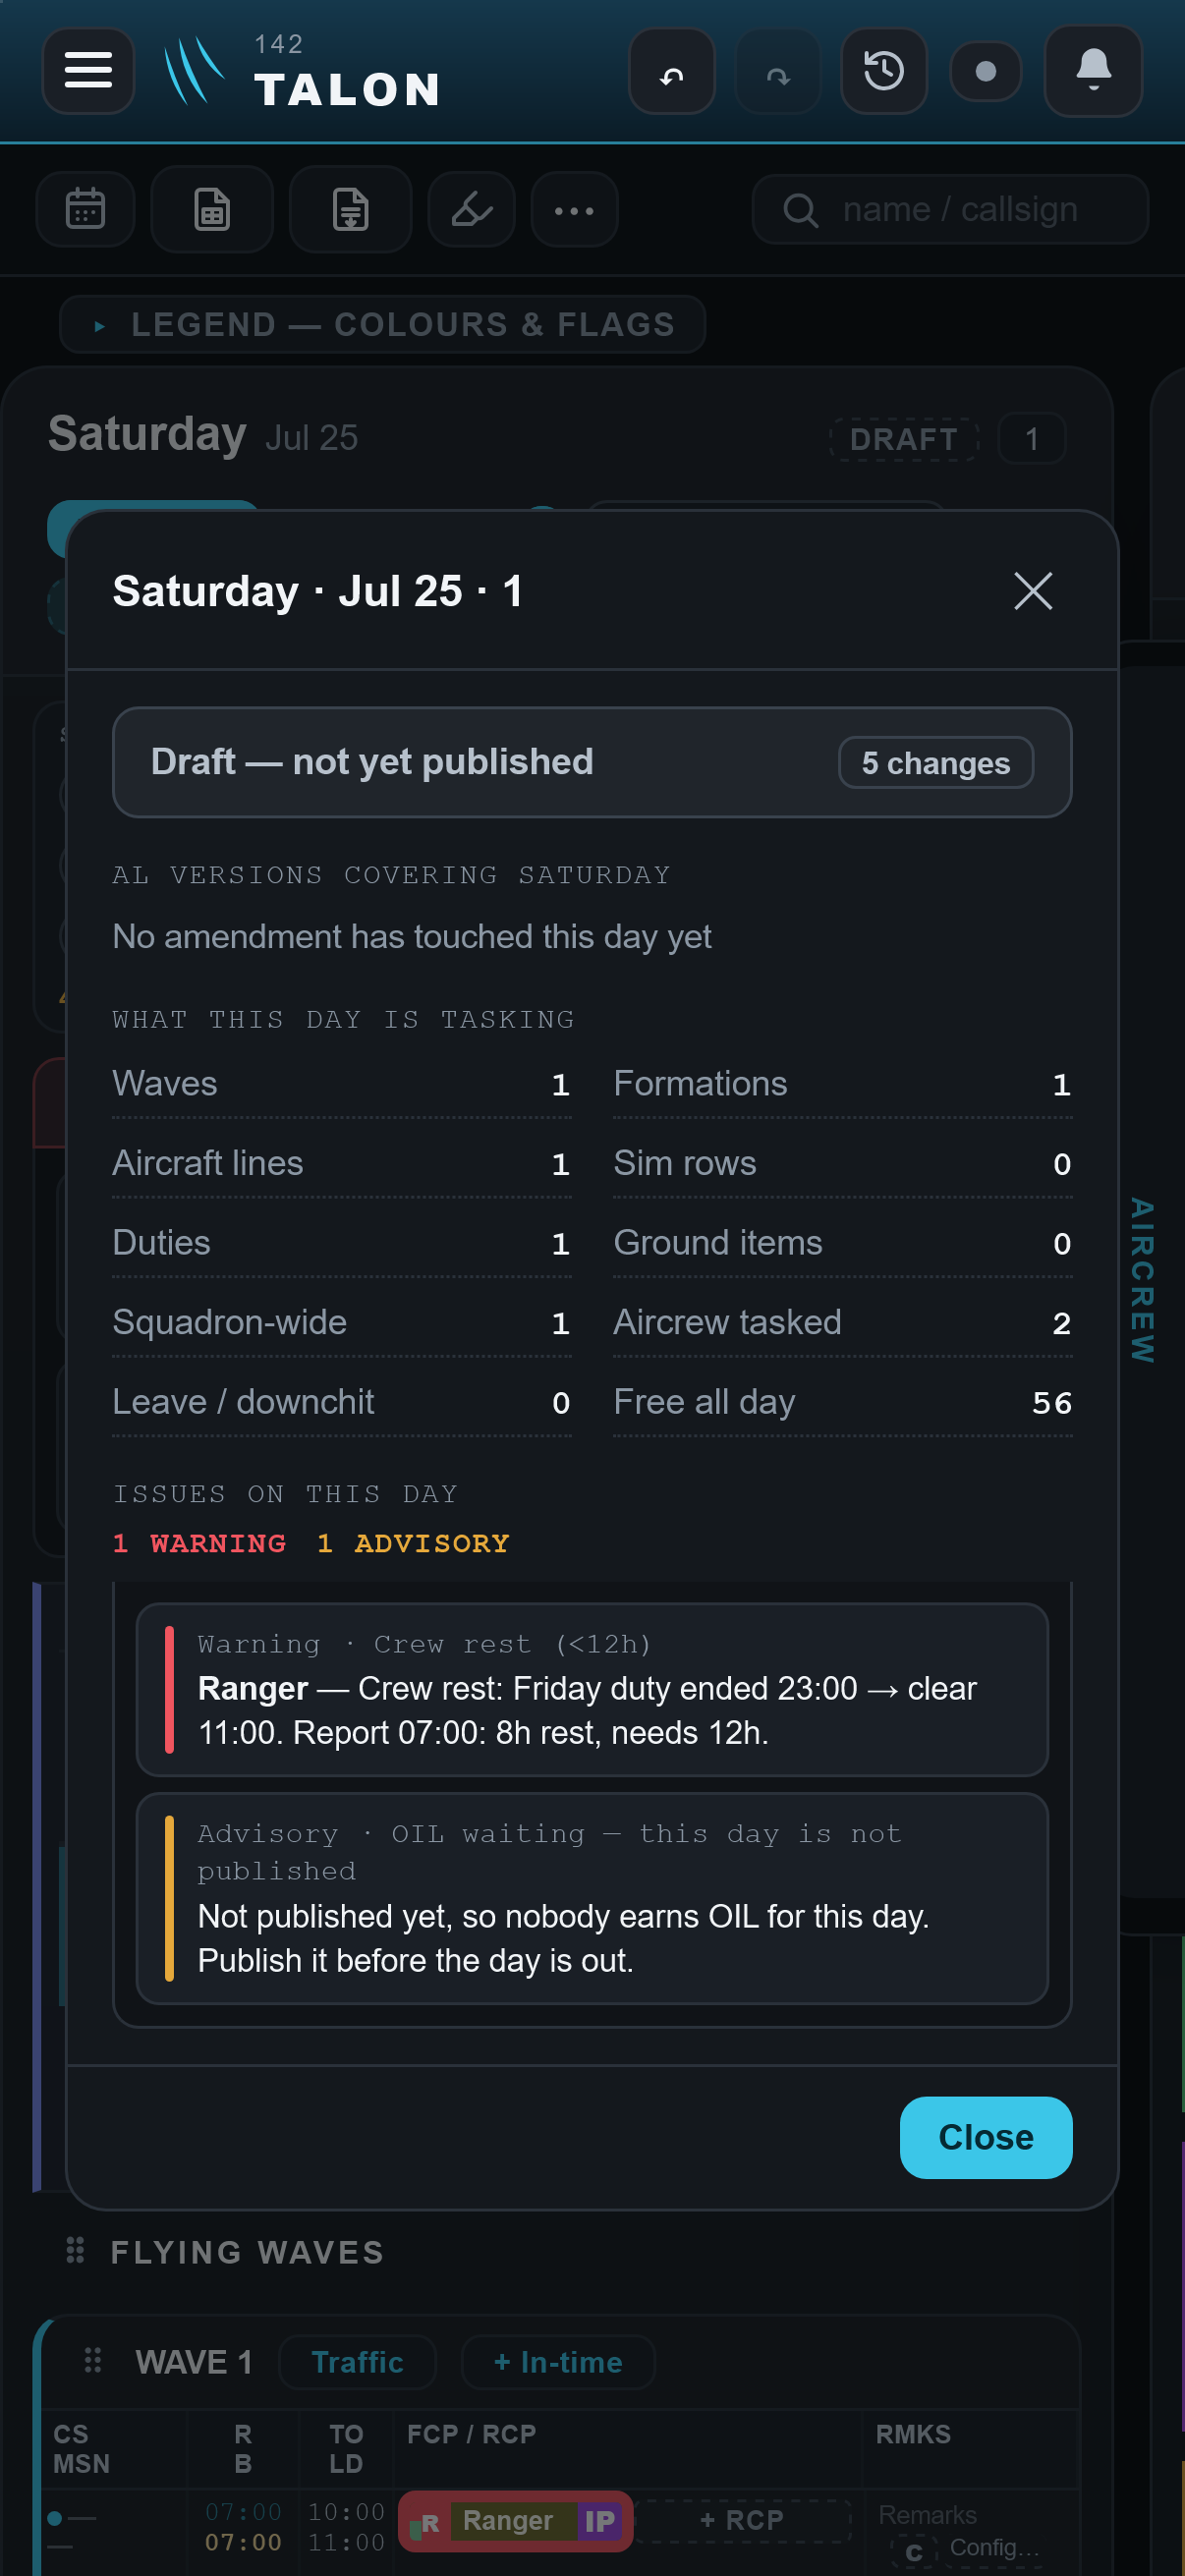 142
TALON
name / callsign
LEGEND — COLOURS & FLAGS
Saturday Jul 25
DRAFT 1
Saturday · Jul 25 · 1
Draft — not yet published 5 changes
AL VERSIONS COVERING SATURDAY
No amendment has touched this day yet
WHAT THIS DAY IS TASKING
Waves 1 Formations 1
Aircraft lines 1 Sim rows 0
Duties 1 Ground items 0
Squadron-wide 1 Aircrew tasked 2
Leave / downchit 0 Free all day 56
AIRCREW
ISSUES ON THIS DAY
1 WARNING 1 ADVISORY
Warning · Crew rest (<12h)
Ranger — Crew rest: Friday duty ended 23:00 → clear
11:00. Report 07:00: 8h rest, needs 12h.
Advisory · OIL waiting — this day is not
published
Not published yet, so nobody earns OIL for this day.
Publish it before the day is out.
Close
FLYING WAVES
WAVE 1 Traffic + In-time
CS R TO FCP / RCP RMKS
MSN B LD
— 07:00 10:00 R Ranger IP + RCP Remarks
— 07:00 11:00 C Config...